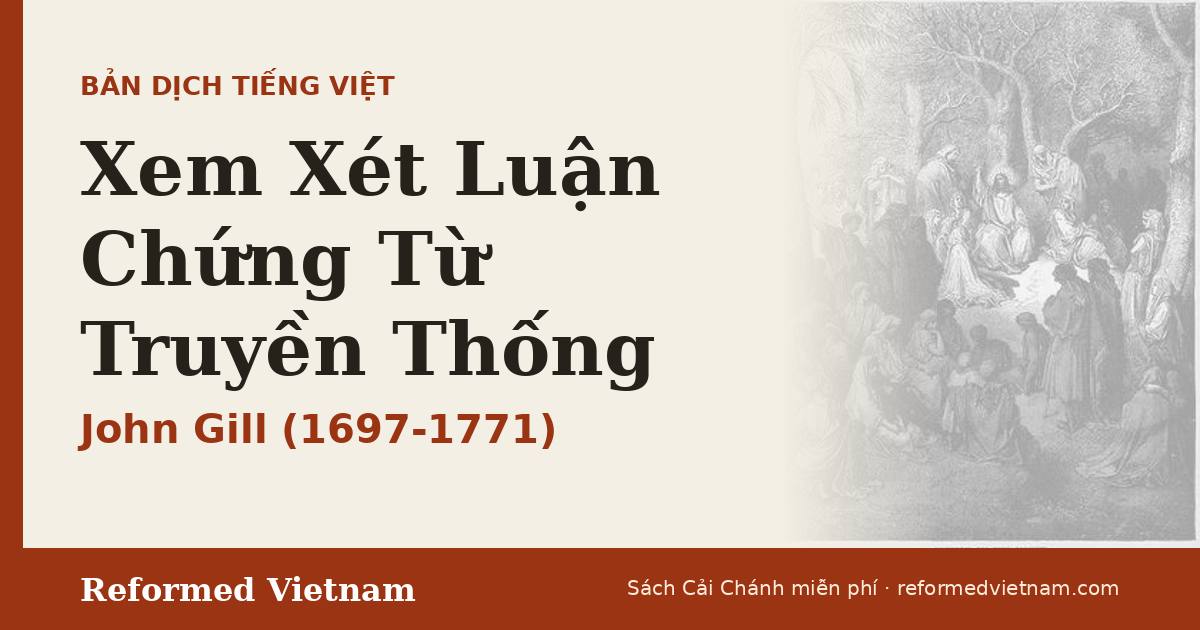 BẢN DỊCH TIẾNG VIỆT
Xem Xét Luận
Chứng Từ
Truyền Thống
John Gill (1697-1771)
Reformed Vietnam
Sách Cải Chánh miễn phí · reformedvietnam.com